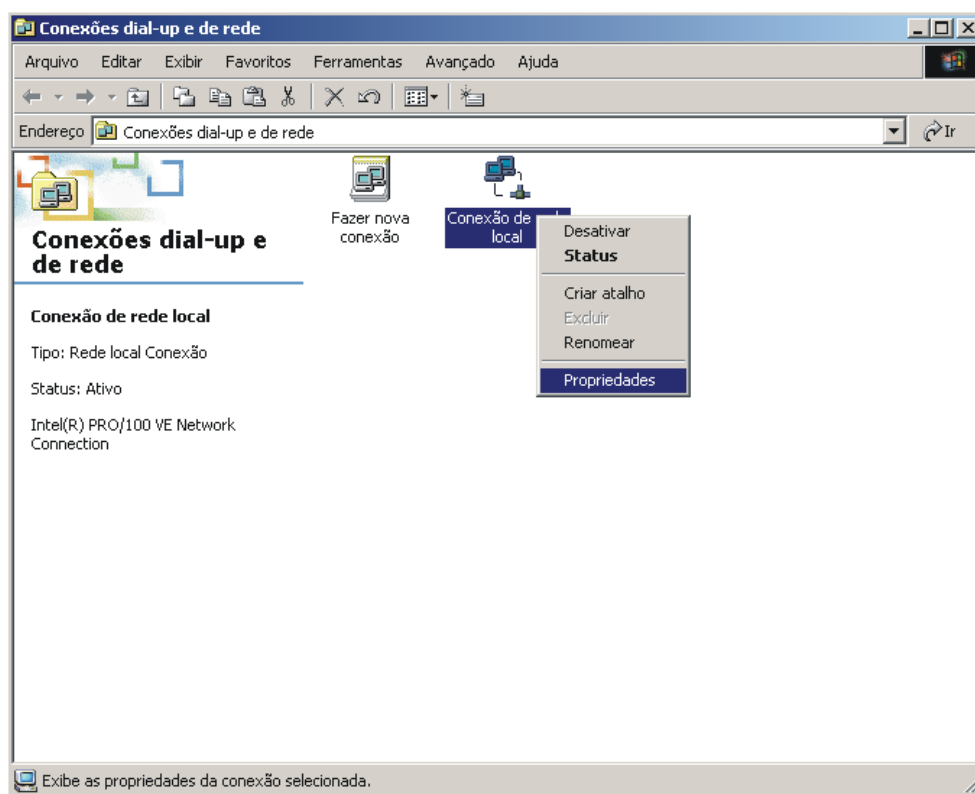 Conexões dial-up e de rede
Arquivo Editar Exibir Favoritos Ferramentas Avançado Ajuda
Endereço Conexões dial-up e de rede Ir
Conexões dial-up e
de rede
Conexão de rede local
Tipo: Rede local Conexão
Status: Ativo
Intel(R) PRO/100 VE Network
Connection
Fazer nova
conexão
Conexão de
local
Desativar
Status
Criar atalho
Excluir
Renomear
Propriedades
Exibe as propriedades da conexão selecionada.